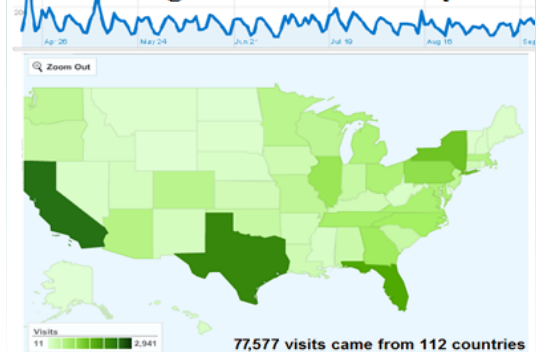 Apr 26 May 24 Jun 21 Jul 19 Aug 16 Sep
Zoom Out
Visits
11 2,941
77,577 visits came from 112 countries